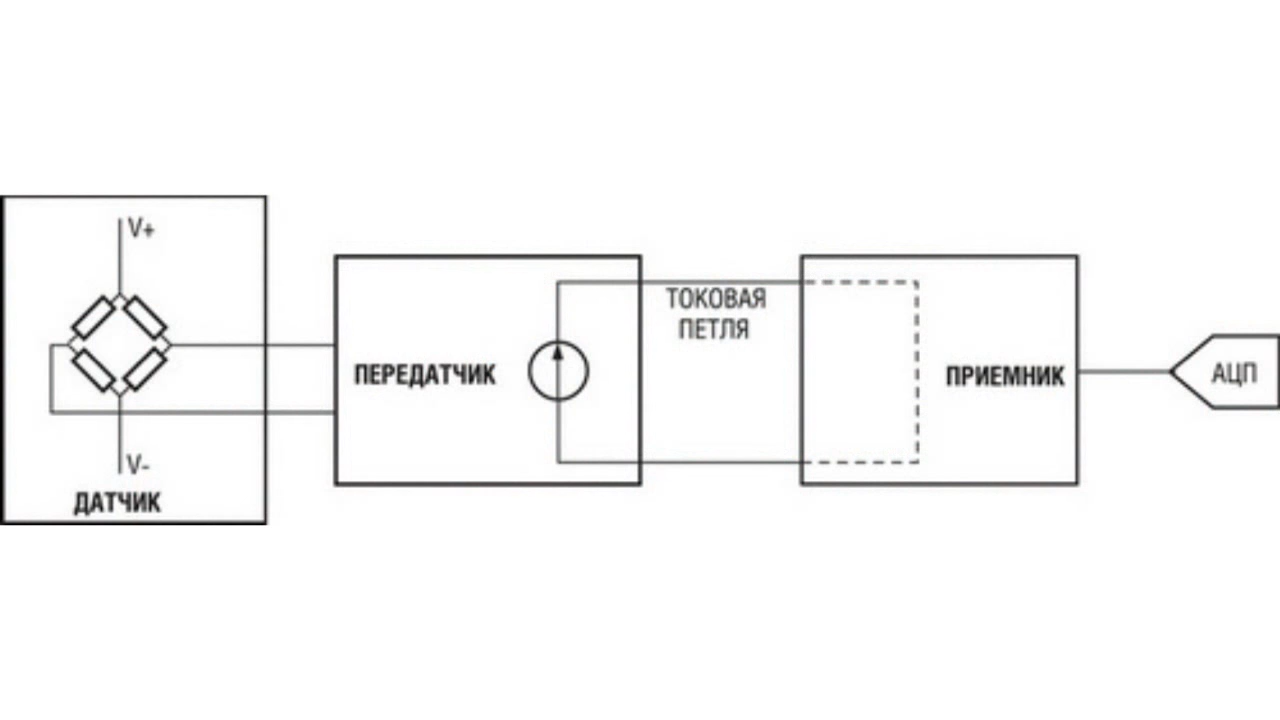 V+
V-
ДАТЧИК
ПЕРЕДАТЧИК
ТОКОВАЯ
ПЕТЛЯ
ПРИЕМНИК
АЦП